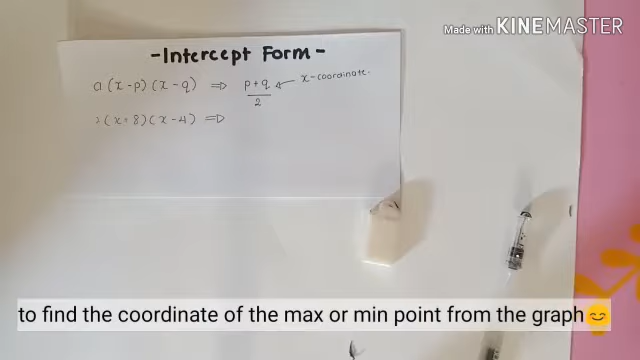 Made with KINEMASTER
-Intercept Form-
a (x-p) (x-q) ⇒ p+q/2 ← x-coordinate.
(x+8)(x-4) ⇒
to find the coordinate of the max or min point from the graph😊